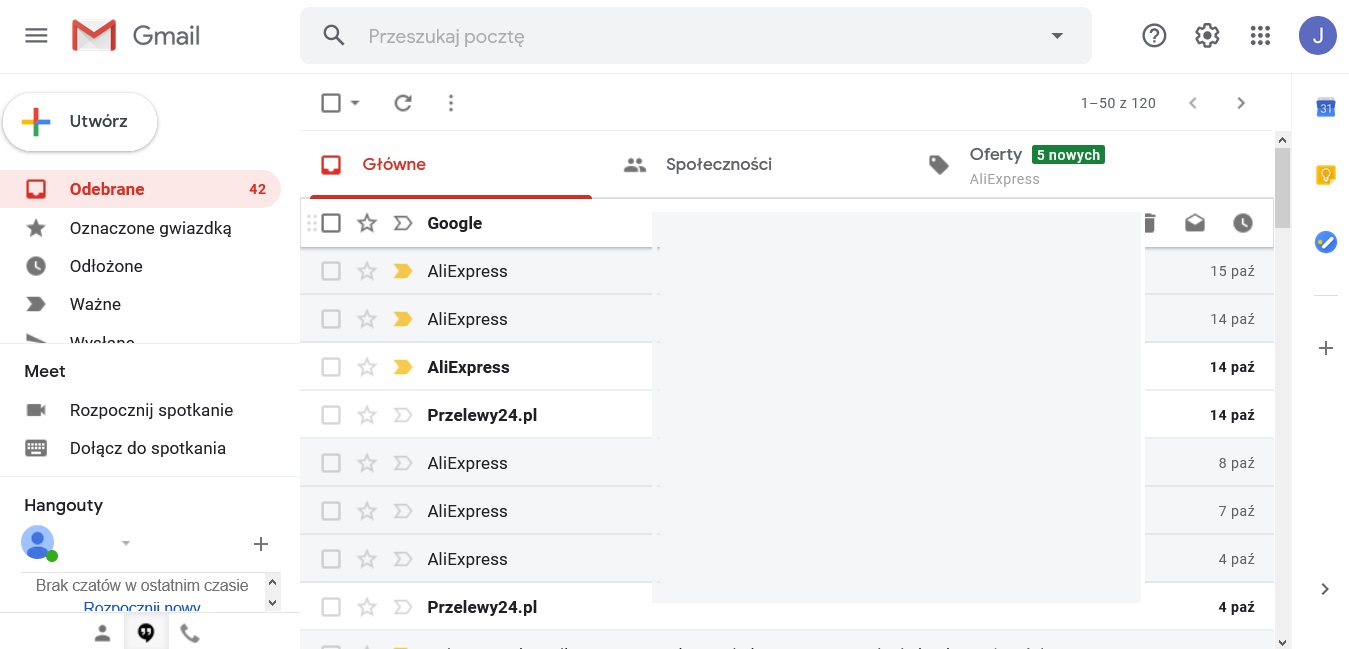 Gmail
Przeszukaj pocztę
J
Utwórz
1–50 z 120
31
Główne
Społeczności
Oferty 5 nowych
AliExpress
Odebrane 42
Oznaczone gwiazdką
Odłożone
Ważne
Wysłane
Meet
Rozpocznij spotkanie
Dołącz do spotkania
Hangouty
Brak czatów w ostatnim czasie
Rozpocznij nowy
Google
AliExpress 15 paź
AliExpress 14 paź
AliExpress 14 paź
Przelewy24.pl 14 paź
AliExpress 8 paź
AliExpress 7 paź
AliExpress 4 paź
Przelewy24.pl 4 paź